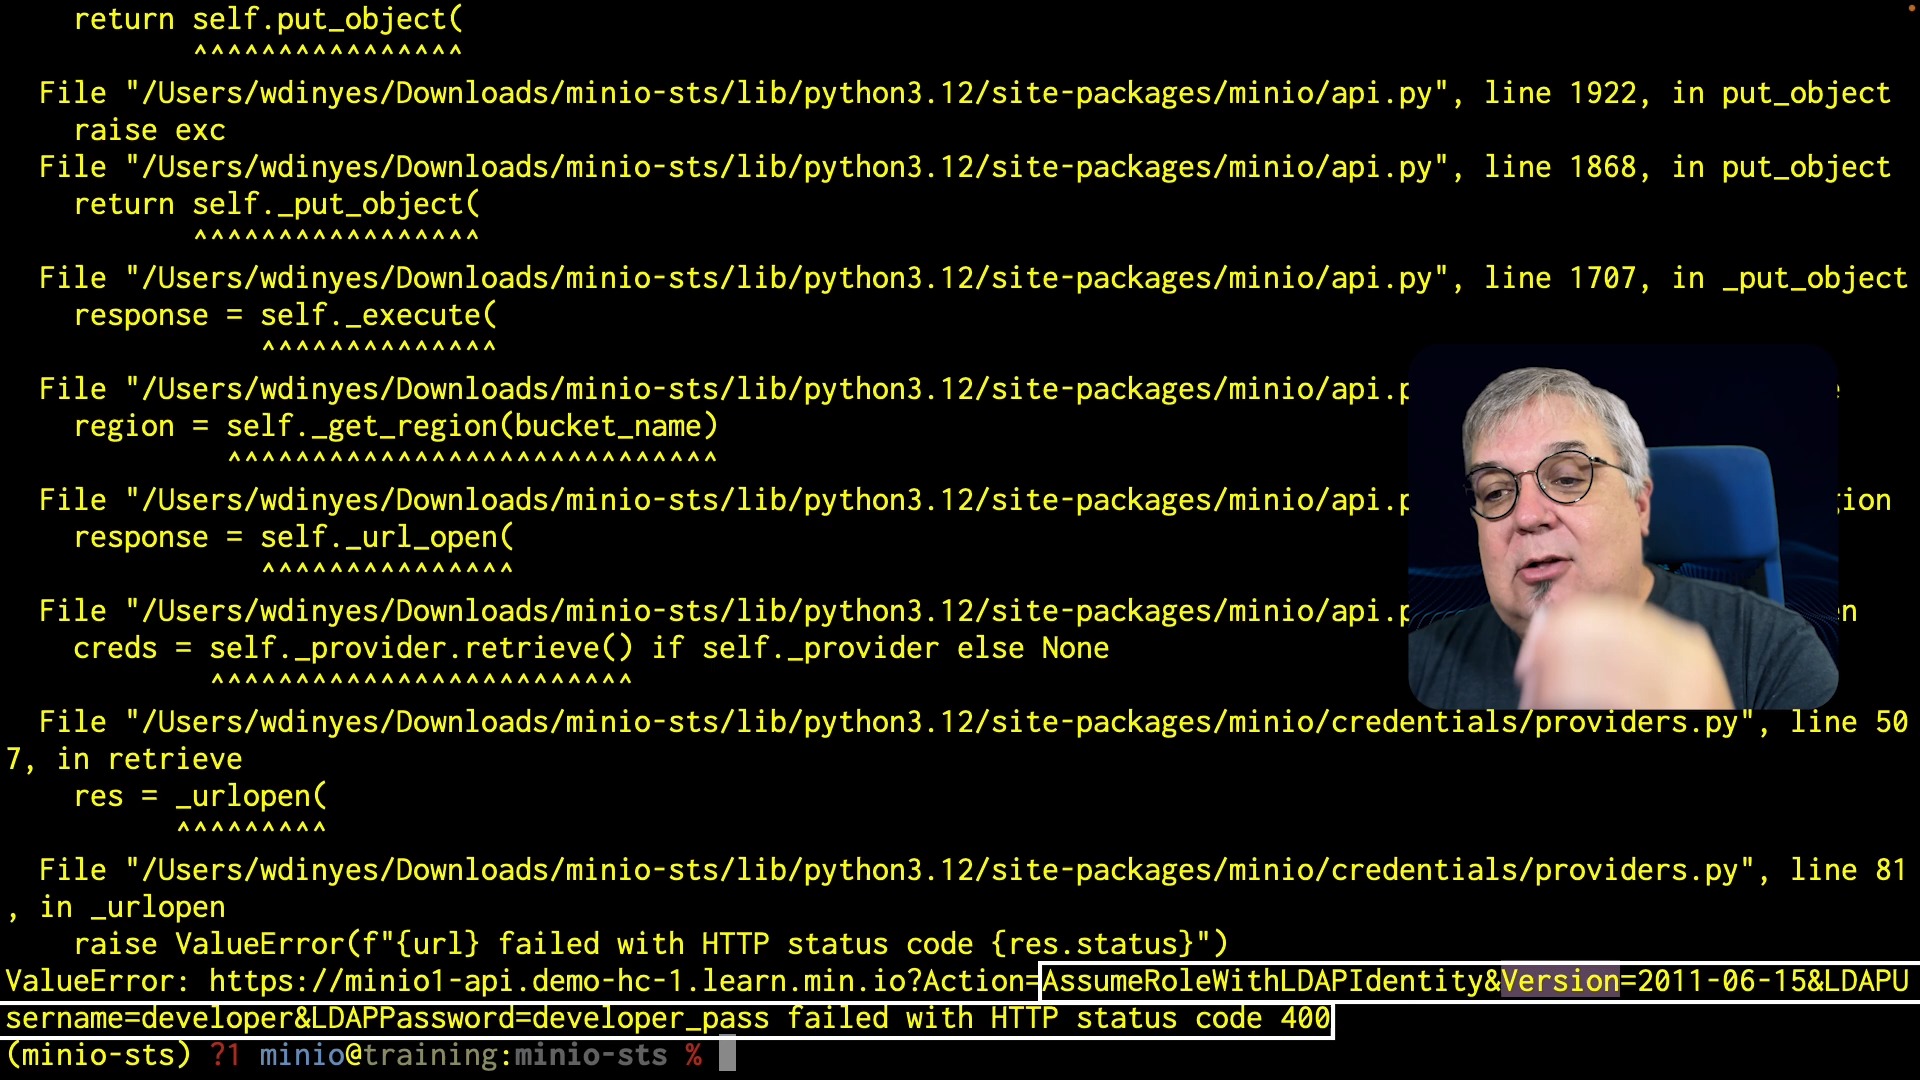 return self.put_object(
^^^^^^^^^^^^^^^^
File "/Users/wdinyes/Downloads/minio-sts/lib/python3.12/site-packages/minio/api.py", line 1922, in put_object
raise exc
File "/Users/wdinyes/Downloads/minio-sts/lib/python3.12/site-packages/minio/api.py", line 1868, in put_object
return self._put_object(
^^^^^^^^^^^^^^^^^
File "/Users/wdinyes/Downloads/minio-sts/lib/python3.12/site-packages/minio/api.py", line 1707, in _put_object
response = self._execute(
^^^^^^^^^^^^^^
File "/Users/wdinyes/Downloads/minio-sts/lib/python3.12/site-packages/minio/api.p
region = self._get_region(bucket_name)
^^^^^^^^^^^^^^^^^^^^^^^^^^^^^
File "/Users/wdinyes/Downloads/minio-sts/lib/python3.12/site-packages/minio/api.p
response = self._url_open(
^^^^^^^^^^^^^^^
File "/Users/wdinyes/Downloads/minio-sts/lib/python3.12/site-packages/minio/api.p
creds = self._provider.retrieve() if self._provider else None
^^^^^^^^^^^^^^^^^^^^^^^^^
File "/Users/wdinyes/Downloads/minio-sts/lib/python3.12/site-packages/minio/credentials/providers.py", line 50
7, in retrieve
res = _urlopen(
^^^^^^^^^
File "/Users/wdinyes/Downloads/minio-sts/lib/python3.12/site-packages/minio/credentials/providers.py", line 81
, in _urlopen
raise ValueError(f"{url} failed with HTTP status code {res.status}")
ValueError: https://minio1-api.demo-hc-1.learn.min.io?Action=AssumeRoleWithLDAPIdentity&Version=2011-06-15&LDAPU
sername=developer&LDAPPassword=developer_pass failed with HTTP status code 400
(minio-sts) ?1 minio@training:minio-sts %